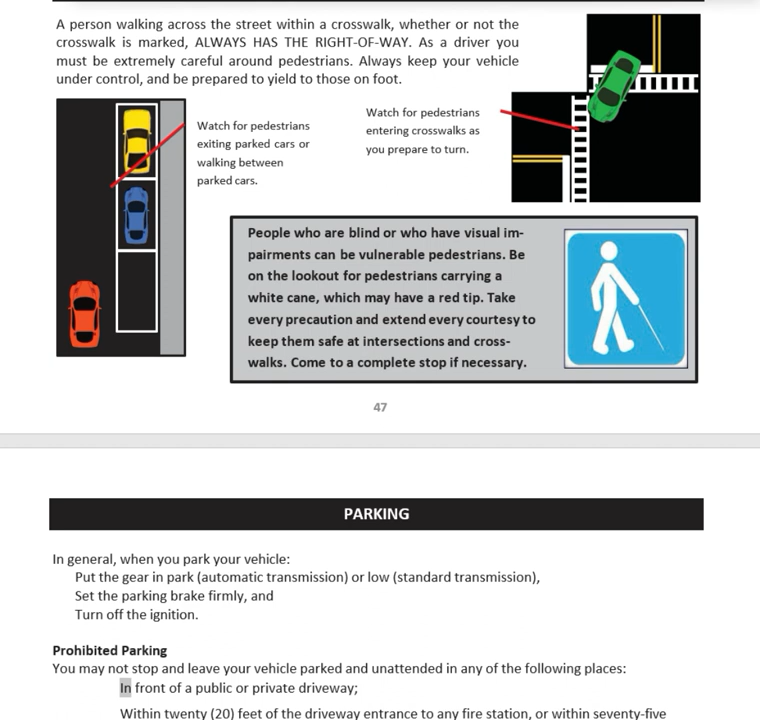 A person walking across the street within a crosswalk, whether or not the
crosswalk is marked, ALWAYS HAS THE RIGHT-OF-WAY. As a driver you
must be extremely careful around pedestrians. Always keep your vehicle
under control, and be prepared to yield to those on foot.
Watch for pedestrians
exiting parked cars or
walking between
parked cars.
Watch for pedestrians
entering crosswalks as
you prepare to turn.
People who are blind or who have visual im-
pairments can be vulnerable pedestrians. Be
on the lookout for pedestrians carrying a
white cane, which may have a red tip. Take
every precaution and extend every courtesy to
keep them safe at intersections and cross-
walks. Come to a complete stop if necessary.
47
PARKING
In general, when you park your vehicle:
Put the gear in park (automatic transmission) or low (standard transmission),
Set the parking brake firmly, and
Turn off the ignition.
Prohibited Parking
You may not stop and leave your vehicle parked and unattended in any of the following places:
In front of a public or private driveway;
Within twenty (20) feet of the driveway entrance to any fire station, or within seventy-five